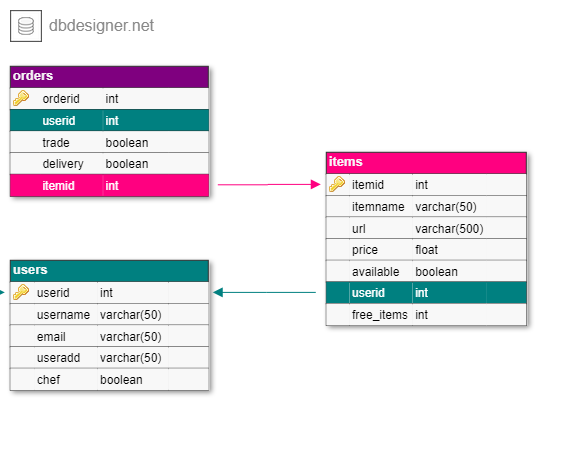 dbdesigner.net
orders
orderid int
userid int
trade boolean
delivery boolean
itemid int
items
itemid int
itemname varchar(50)
url varchar(500)
price float
available boolean
userid int
free_items int
users
userid int
username varchar(50)
email varchar(50)
useradd varchar(50)
chef boolean